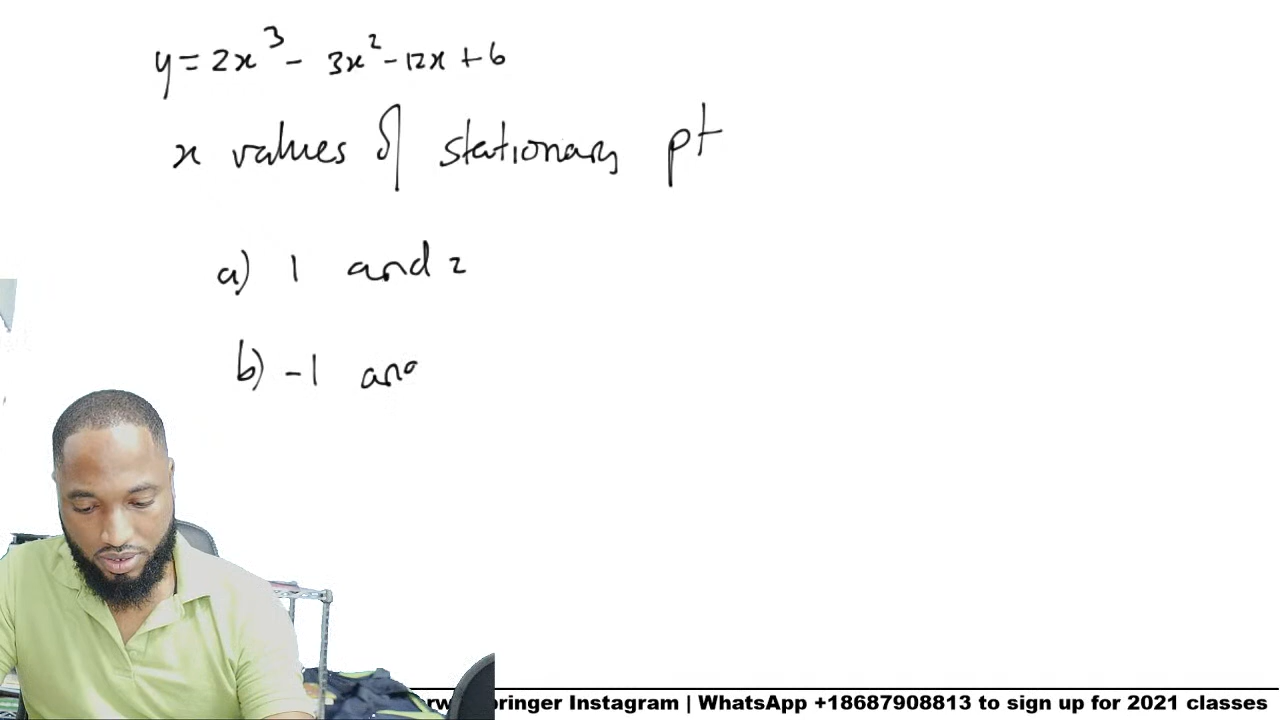 y = 2x³ - 3x² - 12x + 6
x values of stationary pt
a) 1 and 2
b) -1 an
Instagram | WhatsApp +18687908813 to sign up for 2021 classes